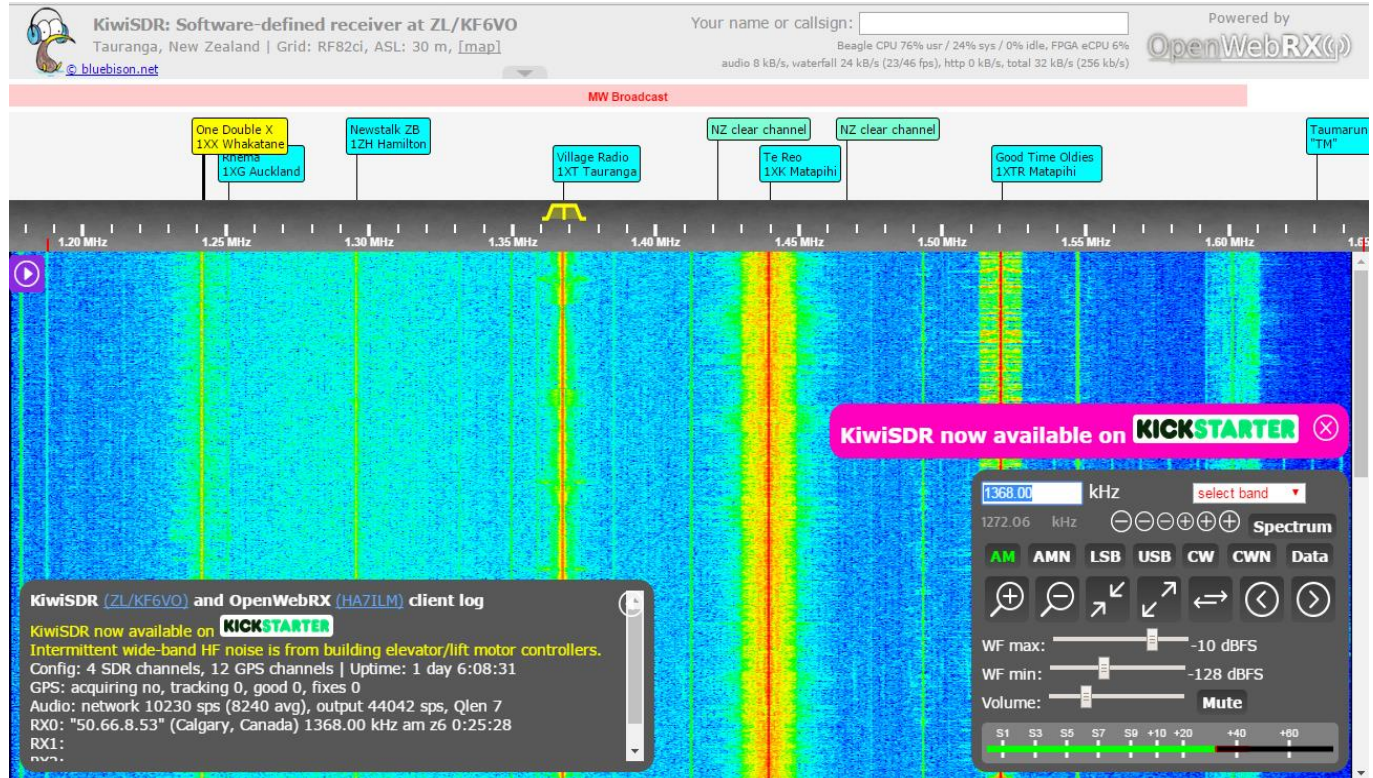 KiwiSDR: Software-defined receiver at ZL/KF6VO
Tauranga, New Zealand | Grid: RF82ci, ASL: 30 m, [map]
© bluebison.net
Your name or callsign:
Beagle CPU 76% usr / 24% sys / 0% idle, FPGA eCPU 6%
audio 8 kB/s, waterfall 24 kB/s (23/46 fps), http 0 kB/s, total 32 kB/s (256 kb/s)
Powered by
OpenWebRX
MW Broadcast
One Double X
1XX Whakatane
Rhema
1XG Auckland
Newstalk ZB
1ZH Hamilton
Village Radio
1XT Tauranga
NZ clear channel
Te Reo
1XK Matapihi
NZ clear channel
Good Time Oldies
1XTR Matapihi
Taumarun
"TM"
1.20 MHz 1.25 MHz 1.30 MHz 1.35 MHz 1.40 MHz 1.45 MHz 1.50 MHz 1.55 MHz 1.60 MHz 1.65
KiwiSDR now available on KICKSTARTER
1368.00 kHz select band
1272.06 kHz Spectrum
AM AMN LSB USB CW CWN Data
WF max: -10 dBFS
WF min: -128 dBFS
Volume: Mute
S1 S3 S5 S7 S9 +10 +20 +40 +60
KiwiSDR (ZL/KF6VO) and OpenWebRX (HA7ILM) client log
KiwiSDR now available on KICKSTARTER
Intermittent wide-band HF noise is from building elevator/lift motor controllers.
Config: 4 SDR channels, 12 GPS channels | Uptime: 1 day 6:08:31
GPS: acquiring no, tracking 0, good 0, fixes 0
Audio: network 10230 sps (8240 avg), output 44042 sps, Qlen 7
RX0: "50.66.8.53" (Calgary, Canada) 1368.00 kHz am z6 0:25:28
RX1: